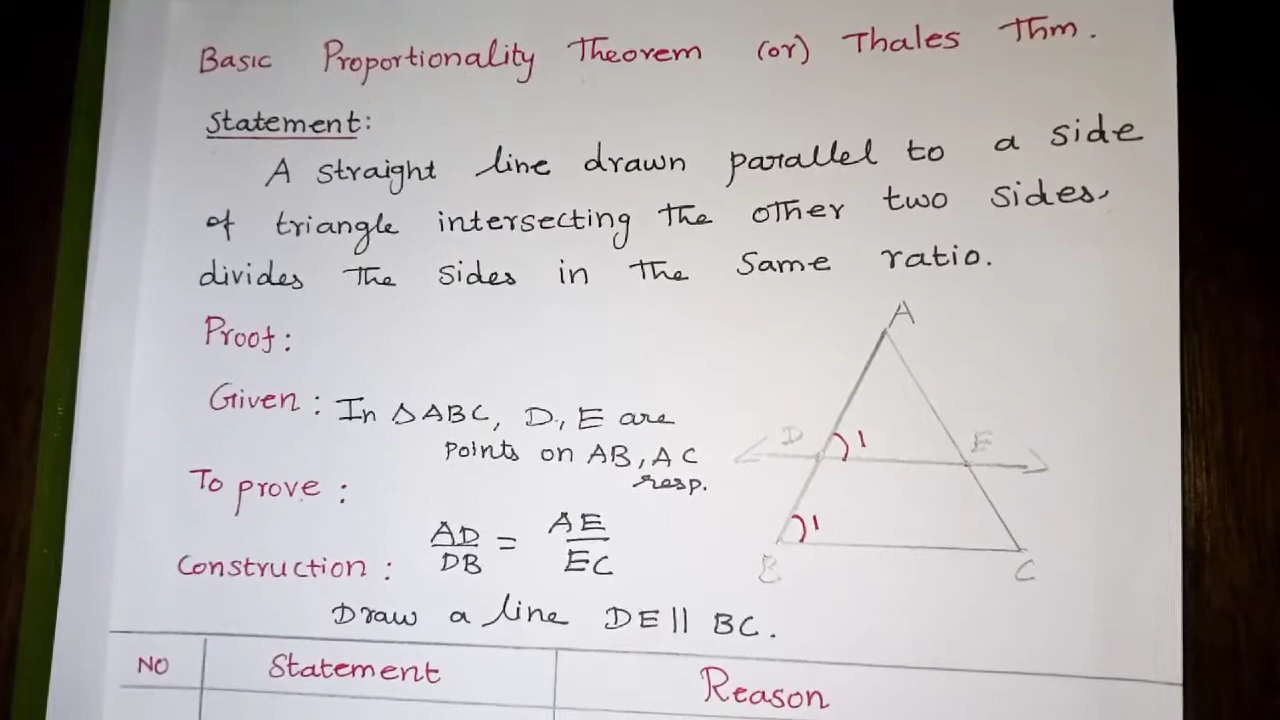 Basic Proportionality Theorem (or) Thales Thm.
Statement:
A straight line drawn parallel to a side
of triangle intersecting the other two sides,
divides the sides in the same ratio.
Proof:
Given: In △ABC, D, E are
points on AB, AC
resp.
To prove:
AD/DB = AE/EC
Construction:
Draw a line DE || BC.
A
D 1 E
1
B C
NO Statement Reason